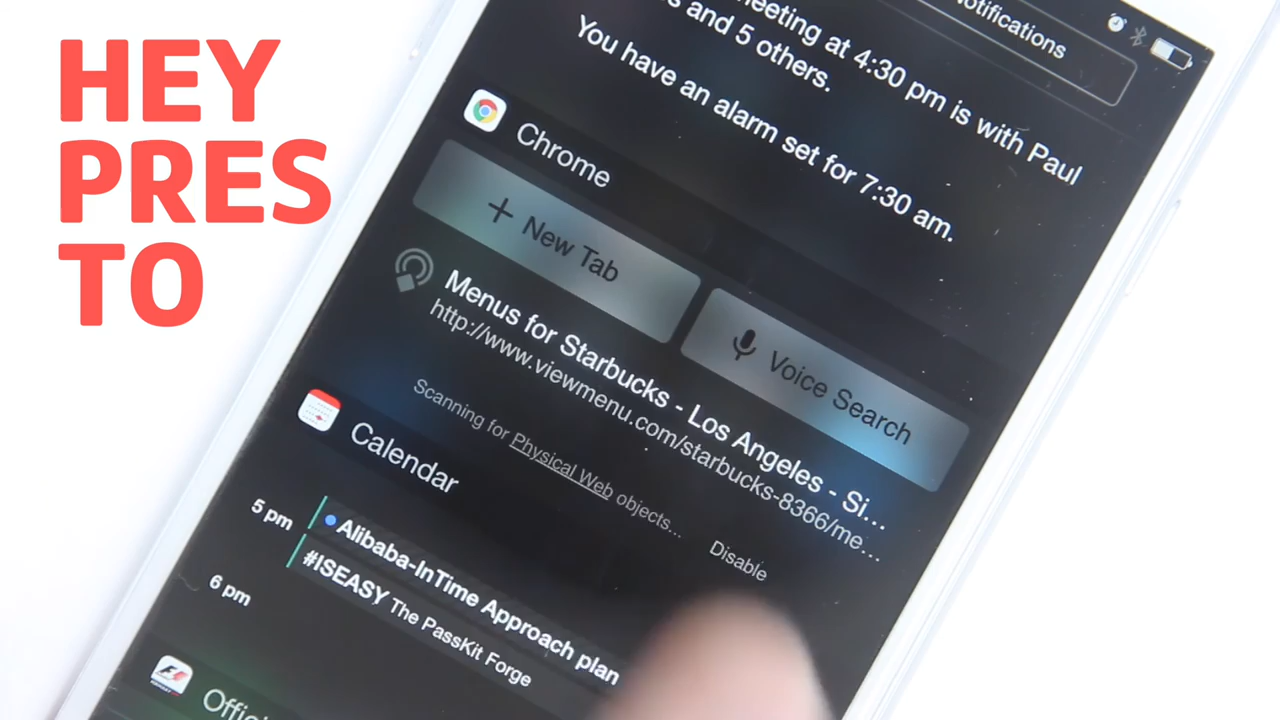 HEY
PRES
TO
Notifications
meeting at 4:30 pm is with Paul
and 5 others.
You have an alarm set for 7:30 am.
Chrome
+ New Tab
Voice Search
Menus for Starbucks - Los Angeles - Si...
http://www.viewmenu.com/starbucks-8366/me...
Scanning for Physical Web objects...
Disable
Calendar
5 pm
Alibaba-InTime Approach plan
#ISEASY The PassKit Forge
6 pm
F1